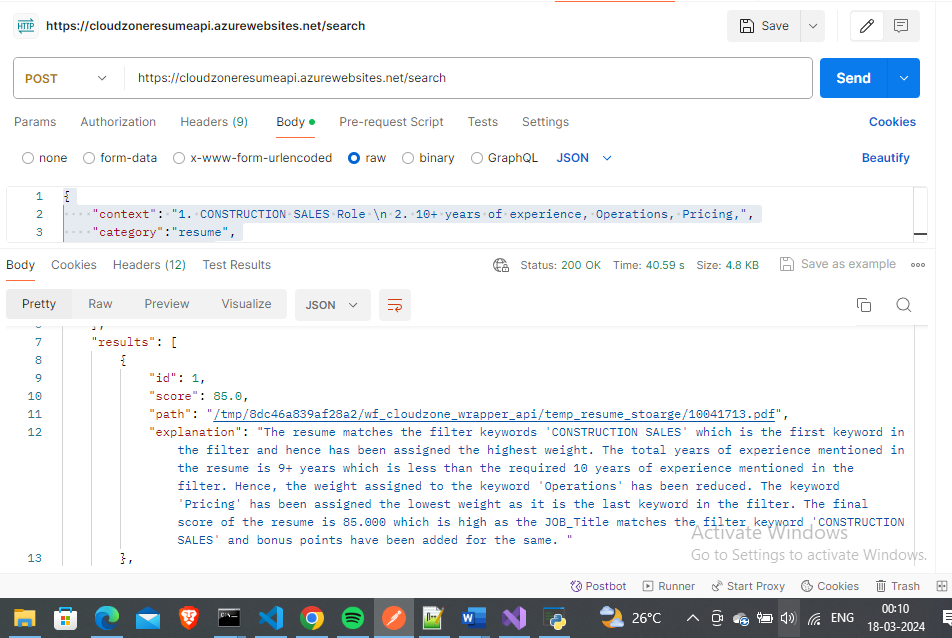 HTTP https://cloudzoneresumeapi.azurewebsites.net/search Save
POST https://cloudzoneresumeapi.azurewebsites.net/search Send
Params Authorization Headers (9) Body Pre-request Script Tests Settings Cookies
none form-data x-www-form-urlencoded raw binary GraphQL JSON Beautify
1 {
2 ····"context": "1. CONSTRUCTION SALES Role \n 2. 10+ years of experience, Operations, Pricing,",
3 ····"category":"resume",
Body Cookies Headers (12) Test Results Status: 200 OK Time: 40.59 s Size: 4.8 KB Save as example
Pretty Raw Preview Visualize JSON
7 "results": [
8 {
9 "id": 1,
10 "score": 85.0,
11 "path": "/tmp/8dc46a839af28a2/wf_cloudzone_wrapper_api/temp_resume_stoarge/10041713.pdf",
12 "explanation": "The resume matches the filter keywords 'CONSTRUCTION SALES' which is the first keyword in
the filter and hence has been assigned the highest weight. The total years of experience mentioned in
the resume is 9+ years which is less than the required 10 years of experience mentioned in the
filter. Hence, the weight assigned to the keyword 'Operations' has been reduced. The keyword
'Pricing' has been assigned the lowest weight as it is the last keyword in the filter. The final
score of the resume is 85.000 which is high as the JOB_Title matches the filter keyword 'CONSTRUCTION
SALES' and bonus points have been added for the same. "
13 },
Activate Windows
Go to Settings to activate Windows.
Postbot Runner Start Proxy Cookies Trash
26°C ENG 00:10
18-03-2024